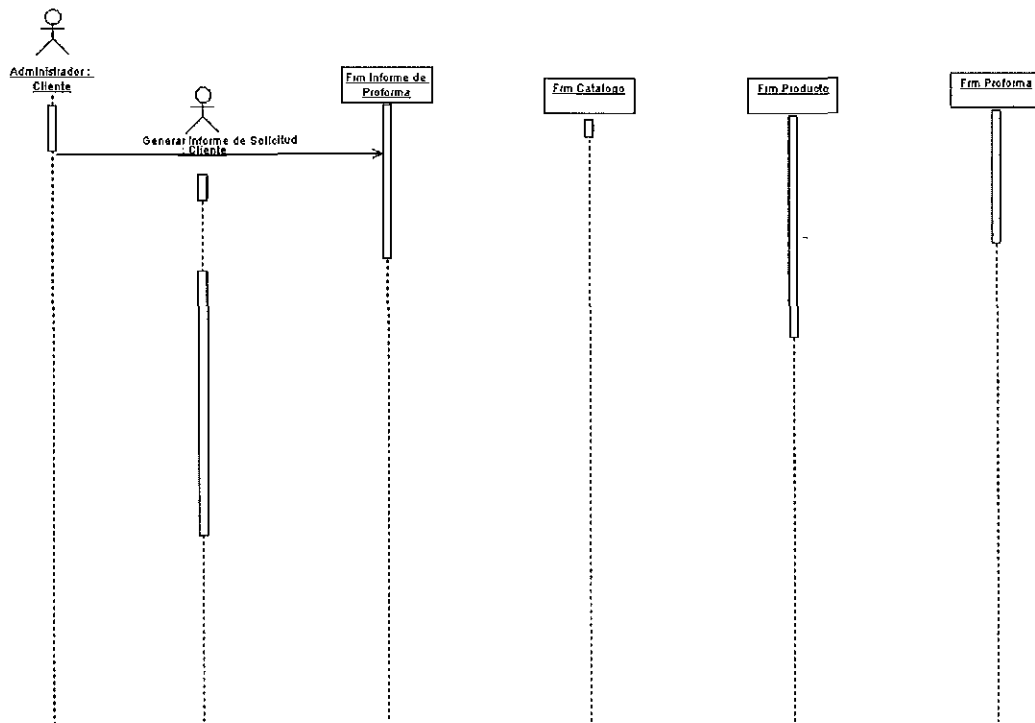 Administrador :
Cliente
Generar Informe de Solicitud
: Cliente
Frm Informe de
Proforma
Frm Catalogo
Frm Producto
Frm Proforma